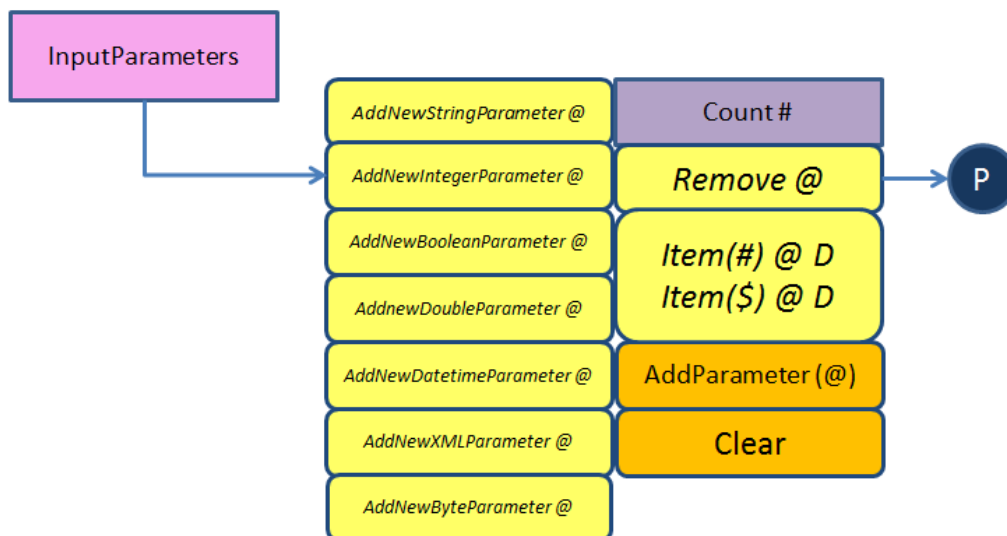 InputParameters
AddNewStringParameter @
Count #
AddNewIntegerParameter @
Remove @
P
AddNewBooleanParameter @
Item(#) @ D
Item($) @ D
AddnewDoubleParameter @
AddNewDatetimeParameter @
AddParameter (@)
AddNewXMLParameter @
Clear
AddNewByteParameter @